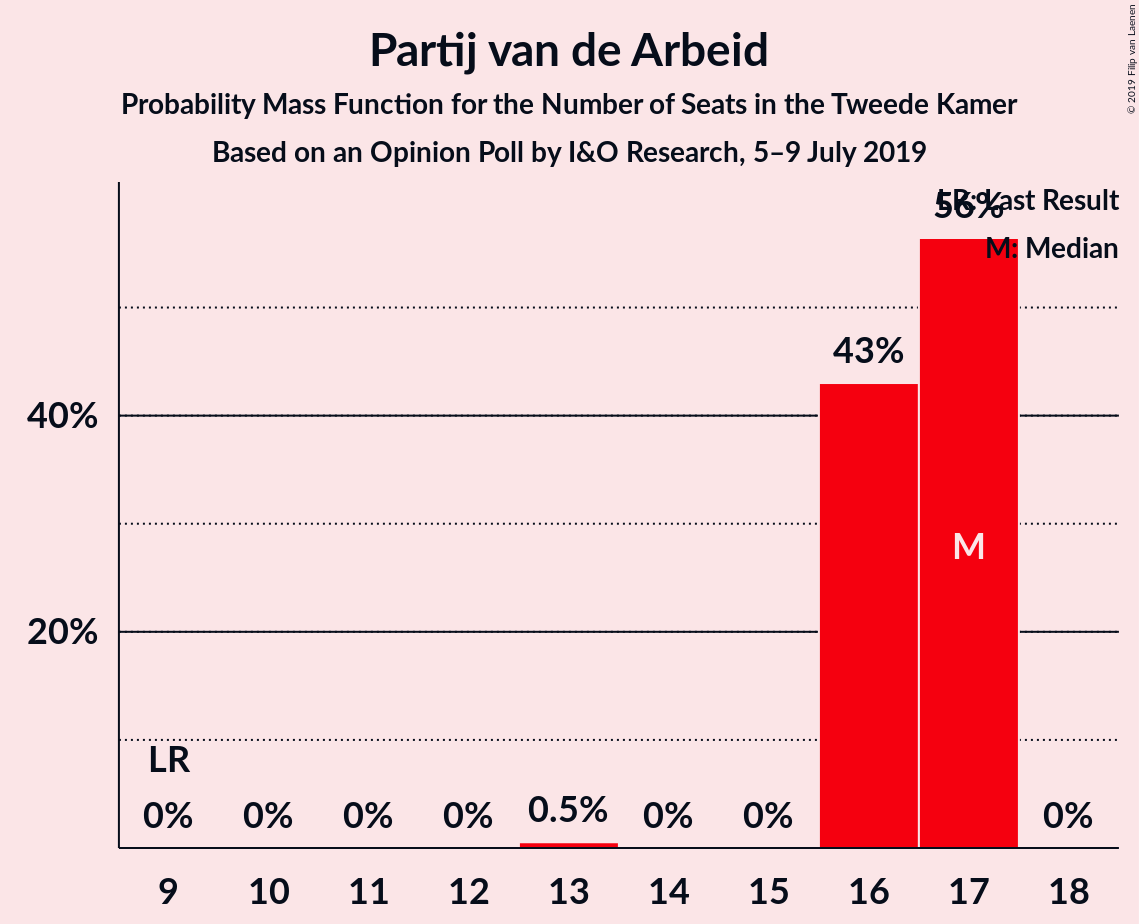 © 2019 Filip van Laenen
Partij van de Arbeid
Probability Mass Function for the Number of Seats in the Tweede Kamer
Based on an Opinion Poll by I&O Research, 5–9 July 2019
LR: Last Result
56%
M: Median
43%
40%
M
20%
LR
0% 0% 0% 0% 0.5% 0% 0% 0%
9 10 11 12 13 14 15 16 17 18